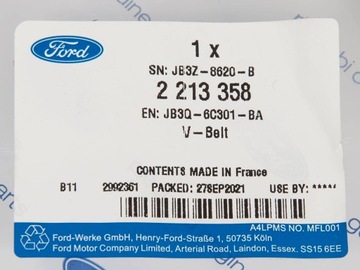 Ford
1 x
SN: JB3Z-8620-B
2 213 358
EN: JB3Q-6C301-BA
V-Belt
CONTENTS MADE IN France
B11 2992361 PACKED: 27SEP2021 USE BY: *****
A4LPMS NO. MFL001
Ford-Werke GmbH, Henry-Ford-Straße 1, 50735 Köln
Ford Motor Company Limited, Arterial Road, Laindon, Essex. SS15 6EE